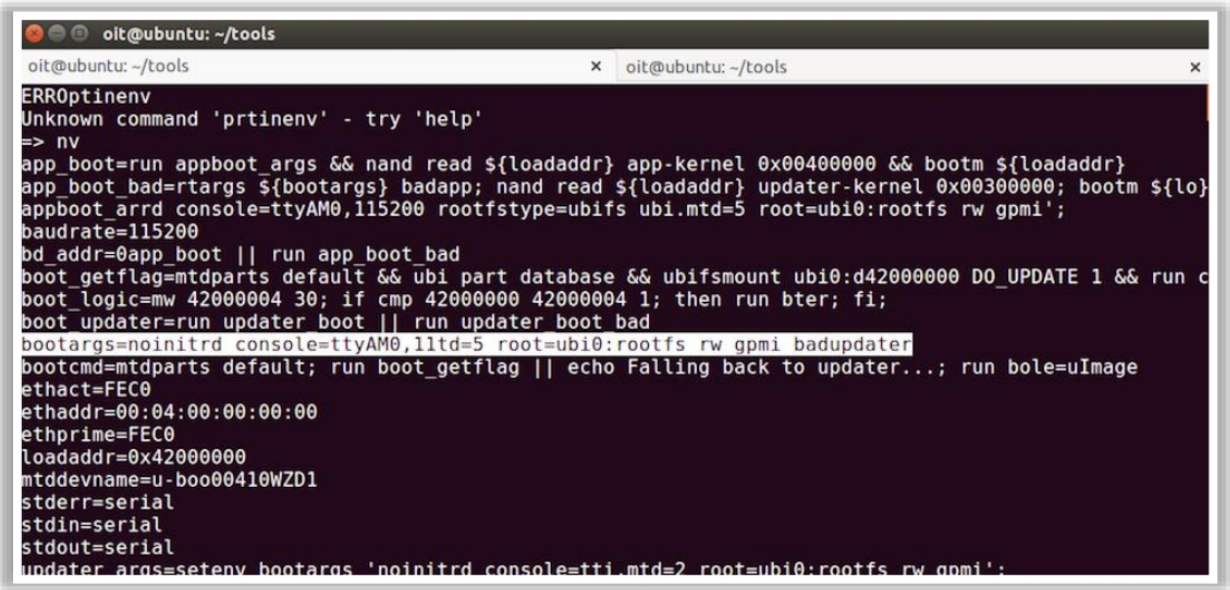 oit@ubuntu: ~/tools
oit@ubuntu: ~/tools × oit@ubuntu: ~/tools ×
ERROptinenv
Unknown command 'prtinenv' - try 'help'
=> nv
app_boot=run appboot_args && nand read ${loadaddr} app-kernel 0x00400000 && bootm ${loadaddr}
app_boot_bad=rtargs ${bootargs} badapp; nand read ${loadaddr} updater-kernel 0x00300000; bootm ${lo}
appboot_arrd console=ttyAM0,115200 rootfstype=ubifs ubi.mtd=5 root=ubi0:rootfs rw gpmi';
baudrate=115200
bd_addr=0app_boot || run app_boot_bad
boot_getflag=mtdparts default && ubi part database && ubifsmount ubi0:d42000000 DO_UPDATE 1 && run c
boot_logic=mw 42000004 30; if cmp 42000000 42000004 1; then run bter; fi;
boot_updater=run updater_boot || run updater_boot_bad
bootargs=noinitrd console=ttyAM0,11td=5 root=ubi0:rootfs rw gpmi badupdater
bootcmd=mtdparts default; run boot_getflag || echo Falling back to updater...; run bole=uImage
ethact=FEC0
ethaddr=00:04:00:00:00:00
ethprime=FEC0
loadaddr=0x42000000
mtddevname=u-boo00410WZD1
stderr=serial
stdin=serial
stdout=serial
updater_args=setenv bootargs 'noinitrd console=tti.mtd=2 root=ubi0:rootfs rw gpmi';